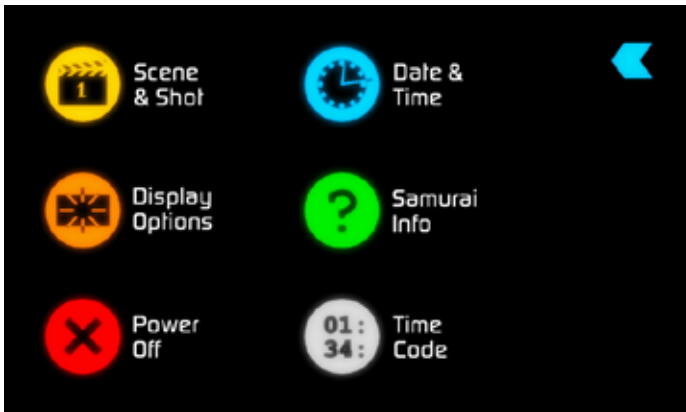 1
Scene
& Shot
Date &
Time
Display
Options
?
Samurai
Info
Power
Off
01:
34:
Time
Code